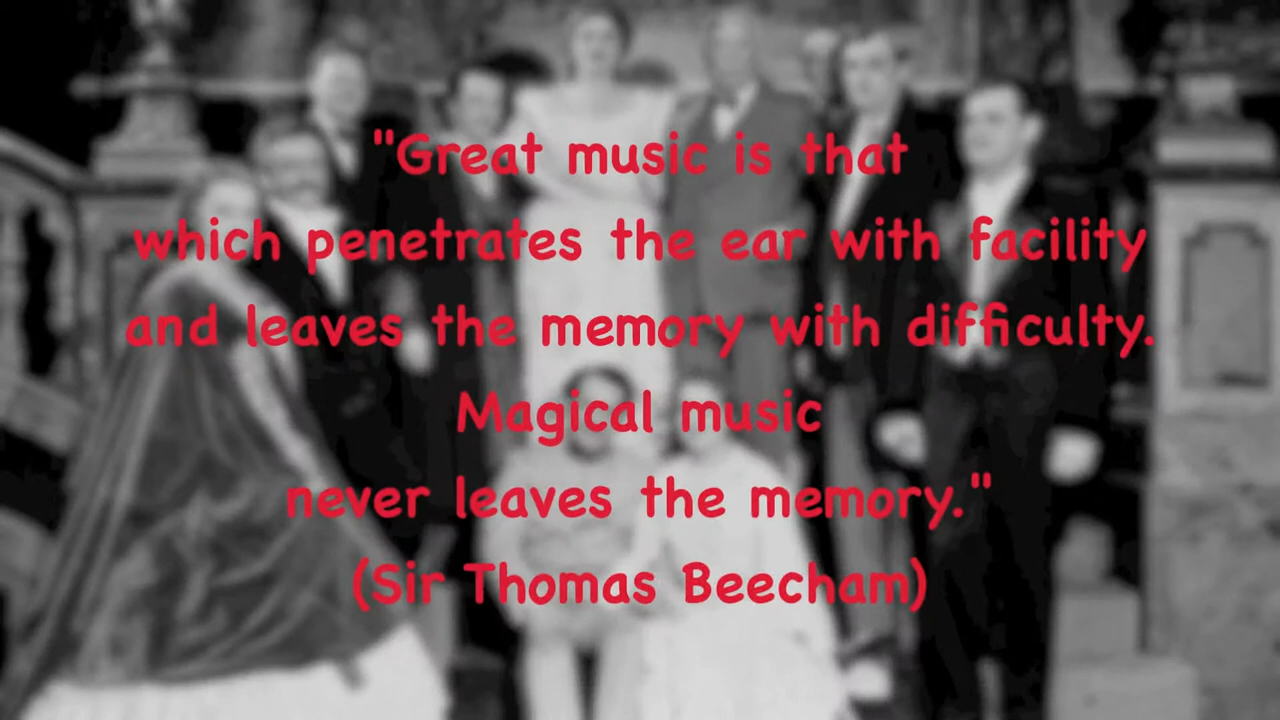 "Great music is that
which penetrates the ear with facility
and leaves the memory with difficulty.
Magical music
never leaves the memory."
(Sir Thomas Beecham)